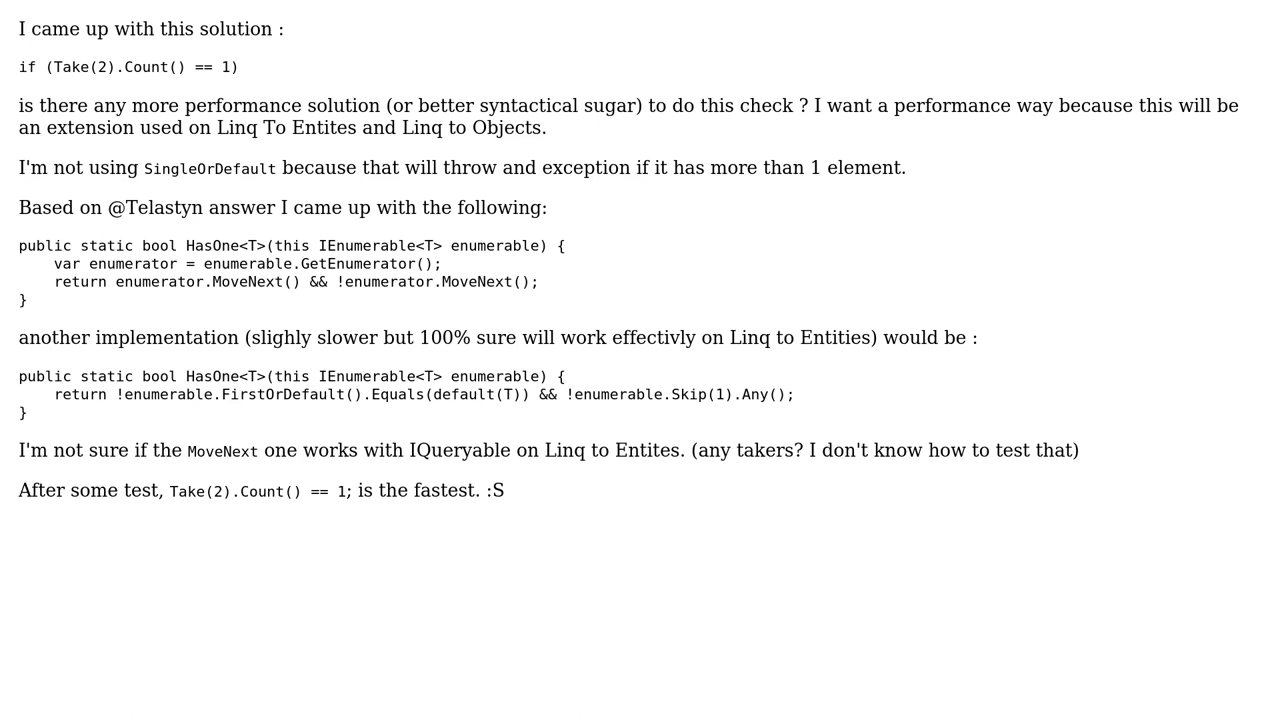 I came up with this solution :
if (Take(2).Count() == 1)
is there any more performance solution (or better syntactical sugar) to do this check ? I want a performance way because this will be
an extension used on Linq To Entites and Linq to Objects.
I'm not using SingleOrDefault because that will throw and exception if it has more than 1 element.
Based on @Telastyn answer I came up with the following:
public static bool HasOne<T>(this IEnumerable<T> enumerable) {
    var enumerator = enumerable.GetEnumerator();
    return enumerator.MoveNext() && !enumerator.MoveNext();
}
another implementation (slighly slower but 100% sure will work effectivly on Linq to Entities) would be :
public static bool HasOne<T>(this IEnumerable<T> enumerable) {
    return !enumerable.FirstOrDefault().Equals(default(T)) && !enumerable.Skip(1).Any();
}
I'm not sure if the MoveNext one works with IQueryable on Linq to Entites. (any takers? I don't know how to test that)
After some test, Take(2).Count() == 1; is the fastest. :S